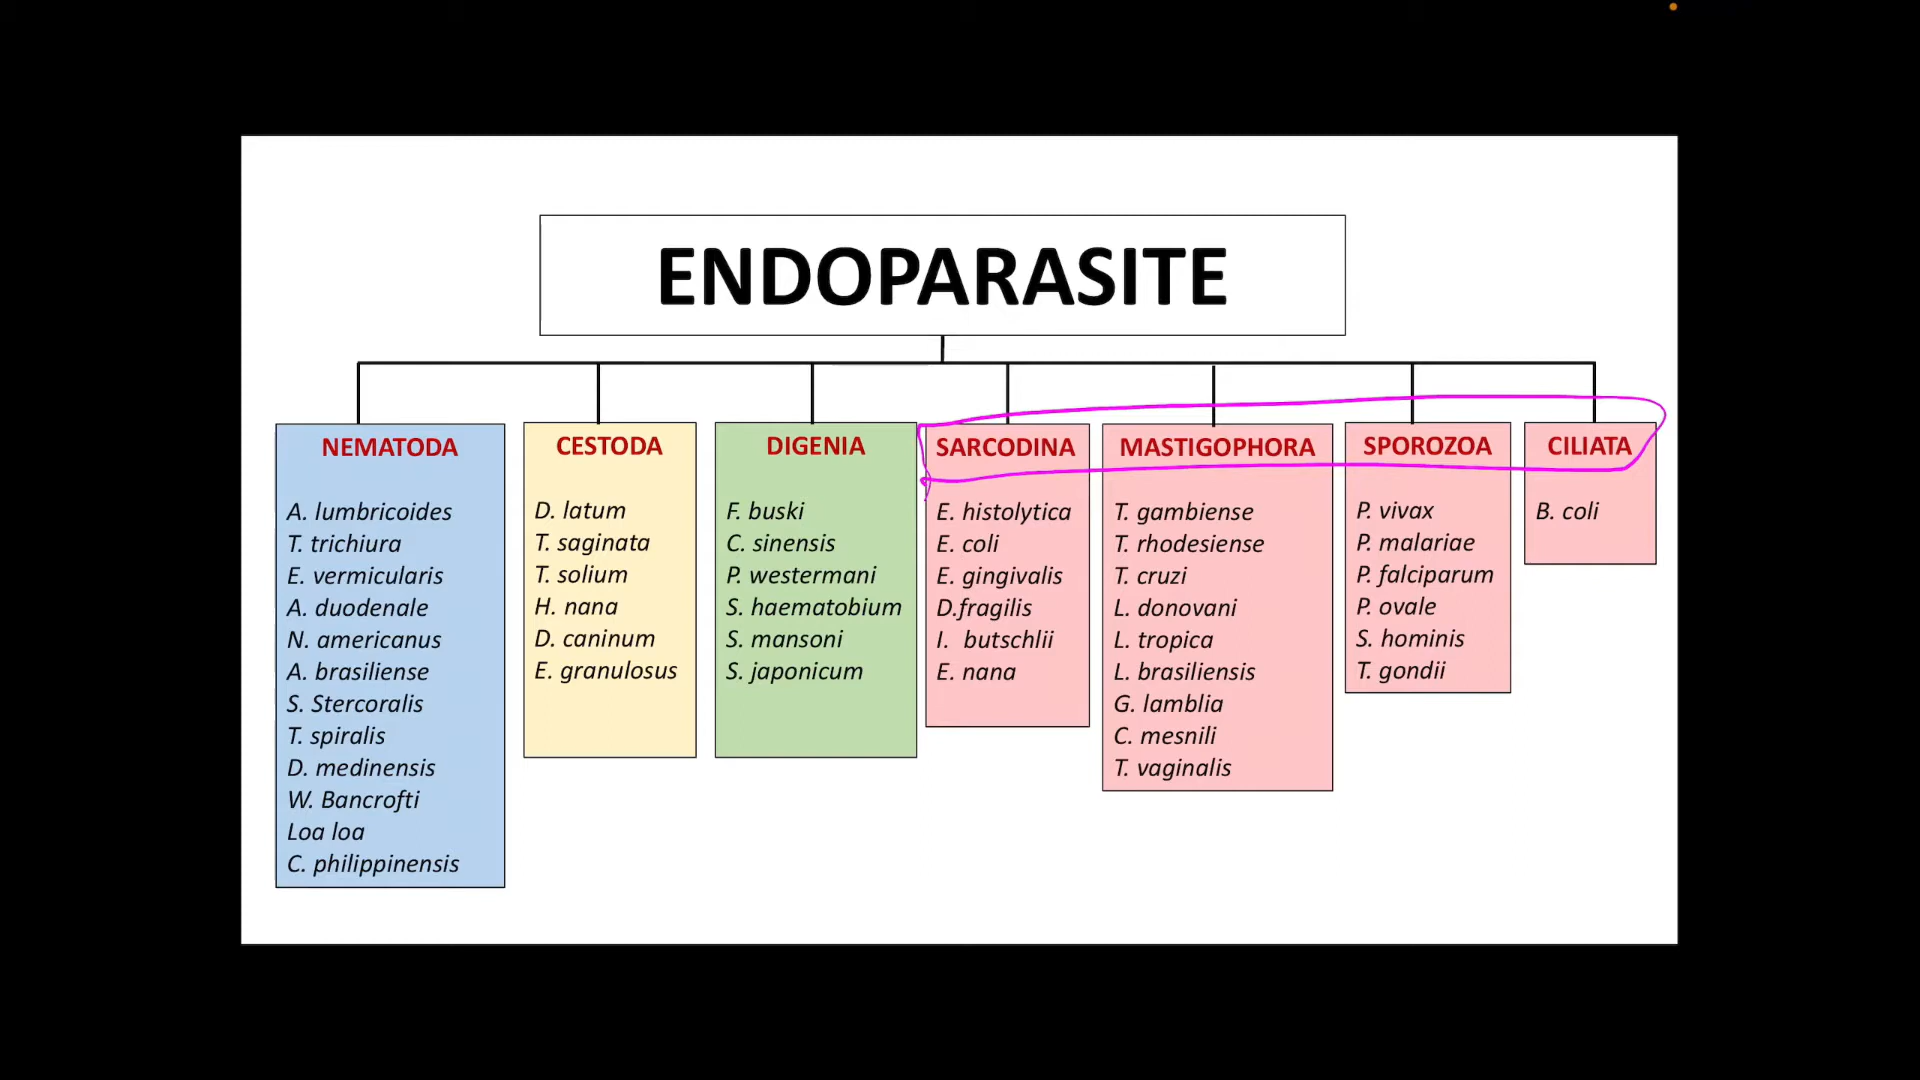 ENDOPARASITE
NEMATODA
A. lumbricoides
T. trichiura
E. vermicularis
A. duodenale
N. americanus
A. brasiliense
S. Stercoralis
T. spiralis
D. medinensis
W. Bancrofti
Loa loa
C. philippinensis
CESTODA
D. latum
T. saginata
T. solium
H. nana
D. caninum
E. granulosus
DIGENIA
F. buski
C. sinensis
P. westermani
S. haematobium
S. mansoni
S. japonicum
SARCODINA
E. histolytica
E. coli
E. gingivalis
D.fragilis
I. butschlii
E. nana
MASTIGOPHORA
T. gambiense
T. rhodesiense
T. cruzi
L. donovani
L. tropica
L. brasiliensis
G. lamblia
C. mesnili
T. vaginalis
SPOROZOA
P. vivax
P. malariae
P. falciparum
P. ovale
S. hominis
T. gondii
CILIATA
B. coli